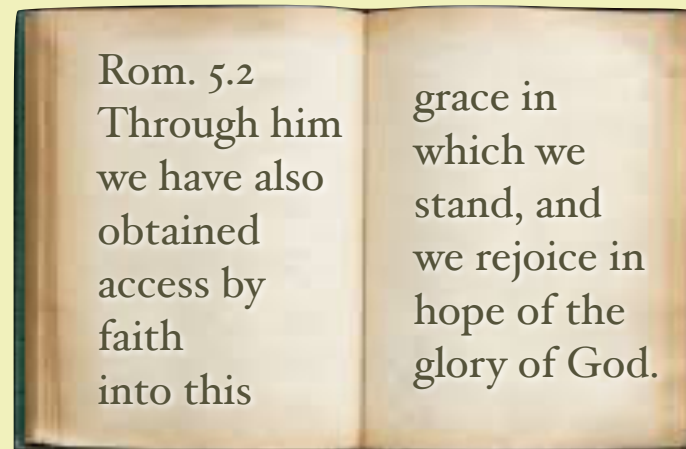 Rom. 5.2
Through him
we have also
obtained
access by
faith
into this
grace in
which we
stand, and
we rejoice in
hope of the
glory of God.